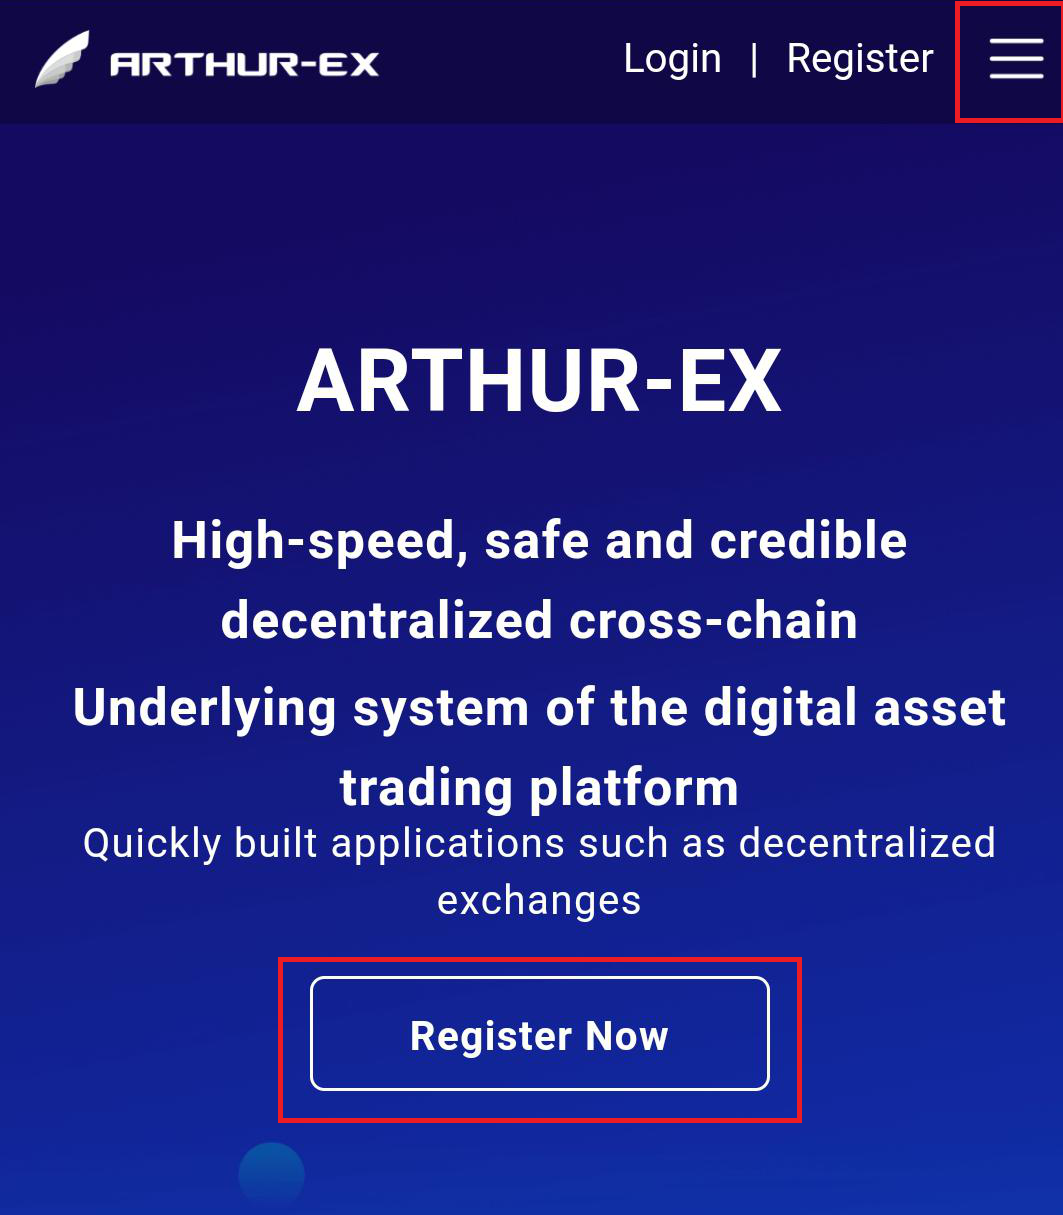 ARTHUR-EX
Login | Register
ARTHUR-EX
High-speed, safe and credible
decentralized cross-chain
Underlying system of the digital asset
trading platform
Quickly built applications such as decentralized
exchanges
Register Now